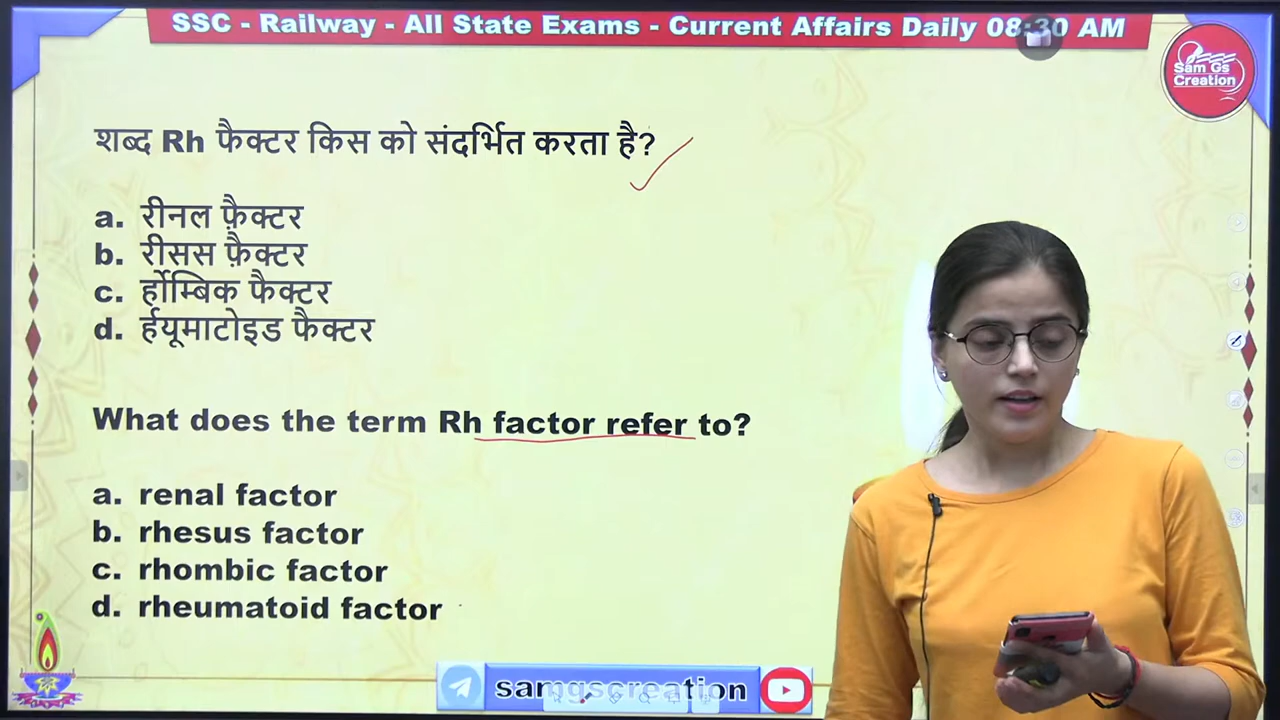 SSC - Railway - All State Exams - Current Affairs Daily 08:30 AM
Sam Gs
Creation
शब्द Rh फैक्टर किस को संदर्भित करता है?
a. रीनल फ़ैक्टर
b. रीसस फ़ैक्टर
c. र्होम्बिक फैक्टर
d. र्हयूमाटोइड फैक्टर
What does the term Rh factor refer to?
a. renal factor
b. rhesus factor
c. rhombic factor
d. rheumatoid factor
samgscreation